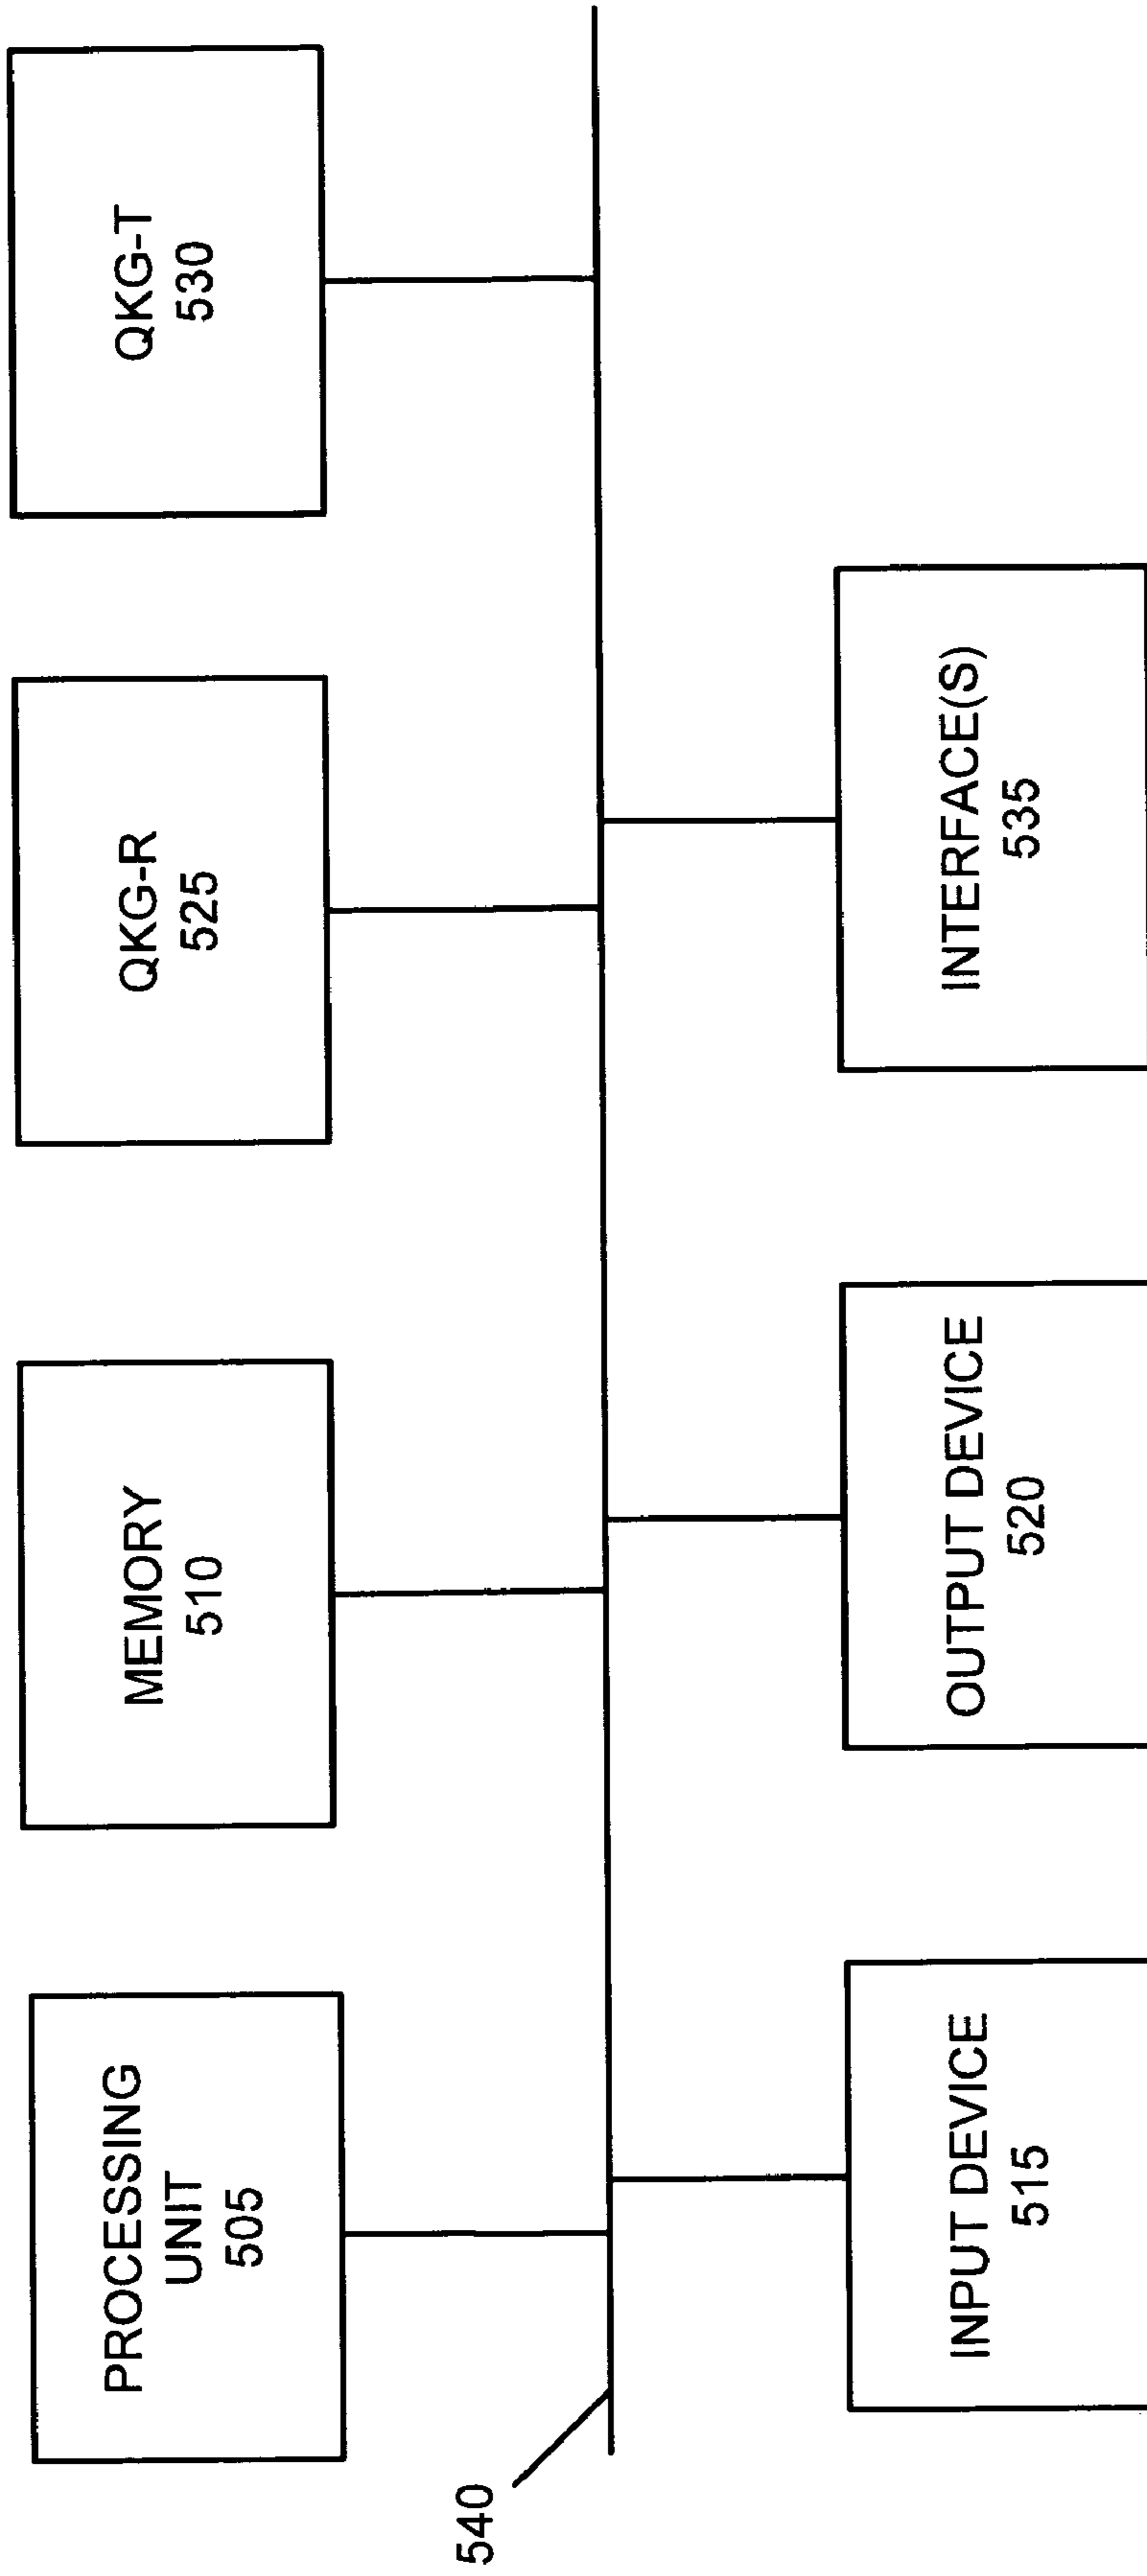 PROCESSING
UNIT
505
MEMORY
510
QKG-R
525
QKG-T
530
540
INPUT DEVICE
515
OUTPUT DEVICE
520
INTERFACE(S)
535